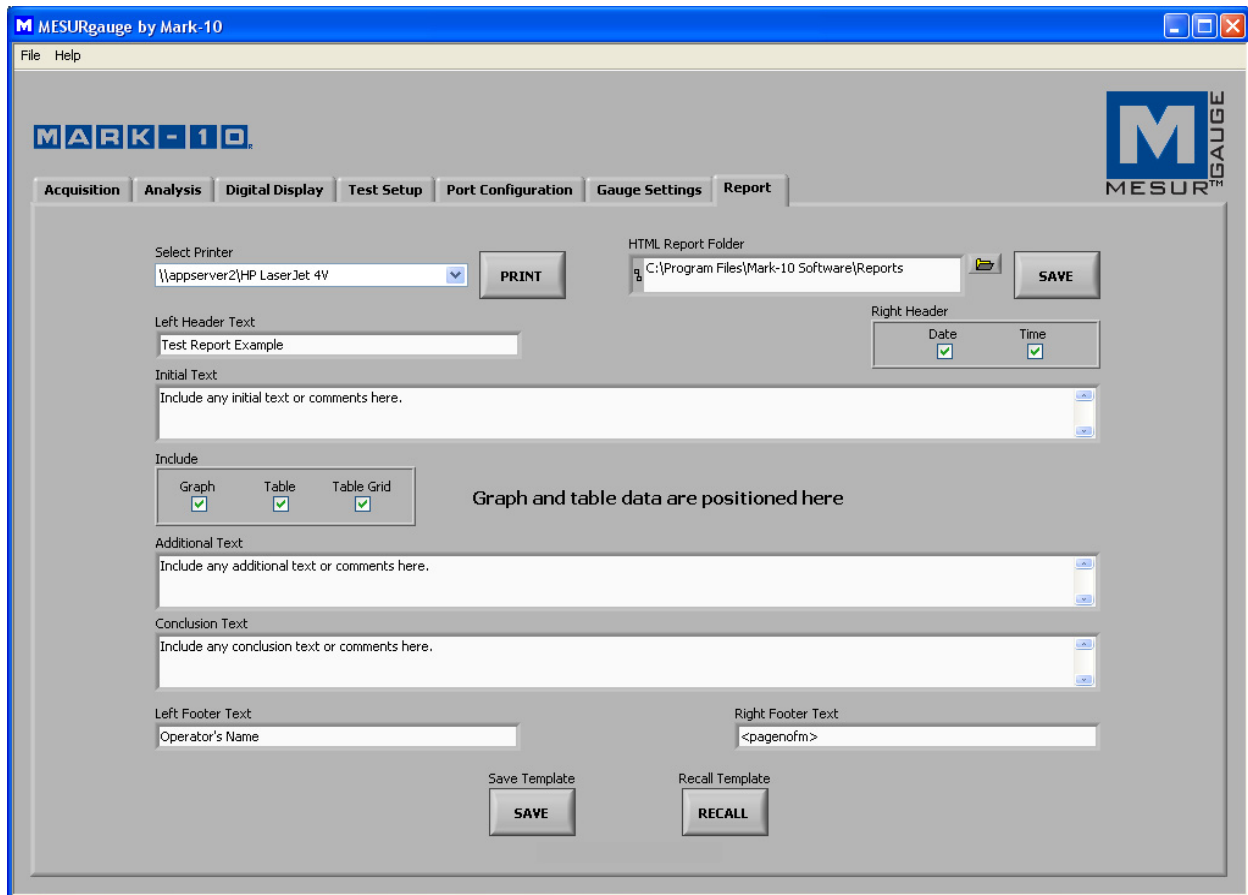 MESURgauge by Mark-10
File Help
MARK-10
M
MESUR™
GAUGE
Acquisition Analysis Digital Display Test Setup Port Configuration Gauge Settings Report
Select Printer
\\appserver2\HP LaserJet 4V
PRINT
HTML Report Folder
C:\Program Files\Mark-10 Software\Reports
SAVE
Left Header Text
Test Report Example
Right Header
Date Time
Initial Text
Include any initial text or comments here.
Include
Graph Table Table Grid
Graph and table data are positioned here
Additional Text
Include any additional text or comments here.
Conclusion Text
Include any conclusion text or comments here.
Left Footer Text
Operator's Name
Right Footer Text
<pagenofm>
Save Template
SAVE
Recall Template
RECALL